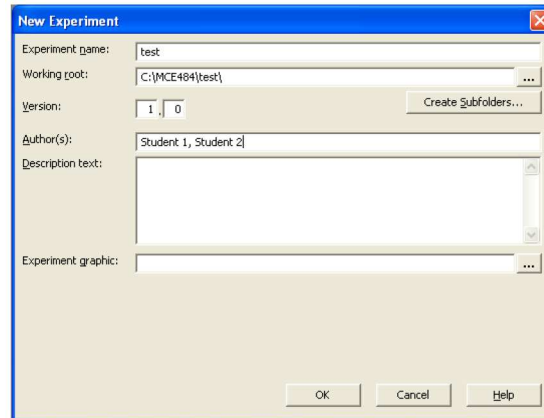 New Experiment
Experiment name: test
Working root: C:\MCE484\test\ ...
Version: 1 . 0 Create Subfolders...
Author(s): Student 1, Student 2
Description text:
Experiment graphic: ...
OK Cancel Help